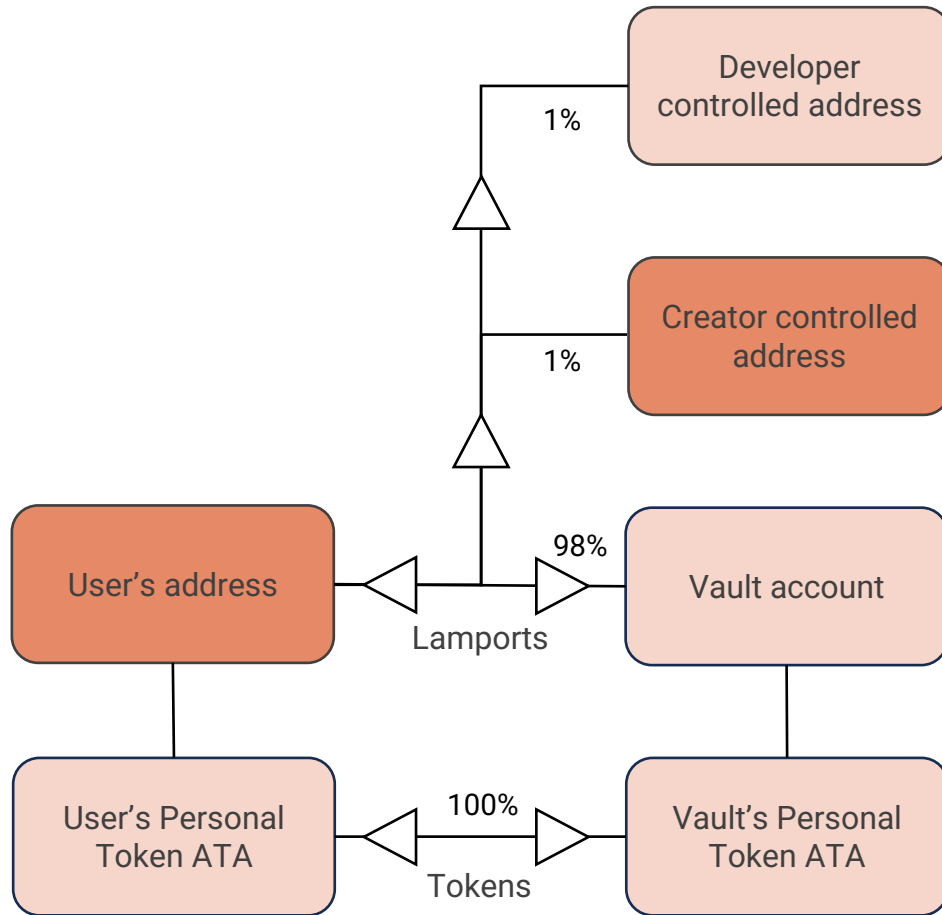 Developer
controlled address
1%
Creator controlled
address
1%
98%
User’s address
Vault account
Lamports
User’s Personal
Token ATA
100%
Vault’s Personal
Token ATA
Tokens